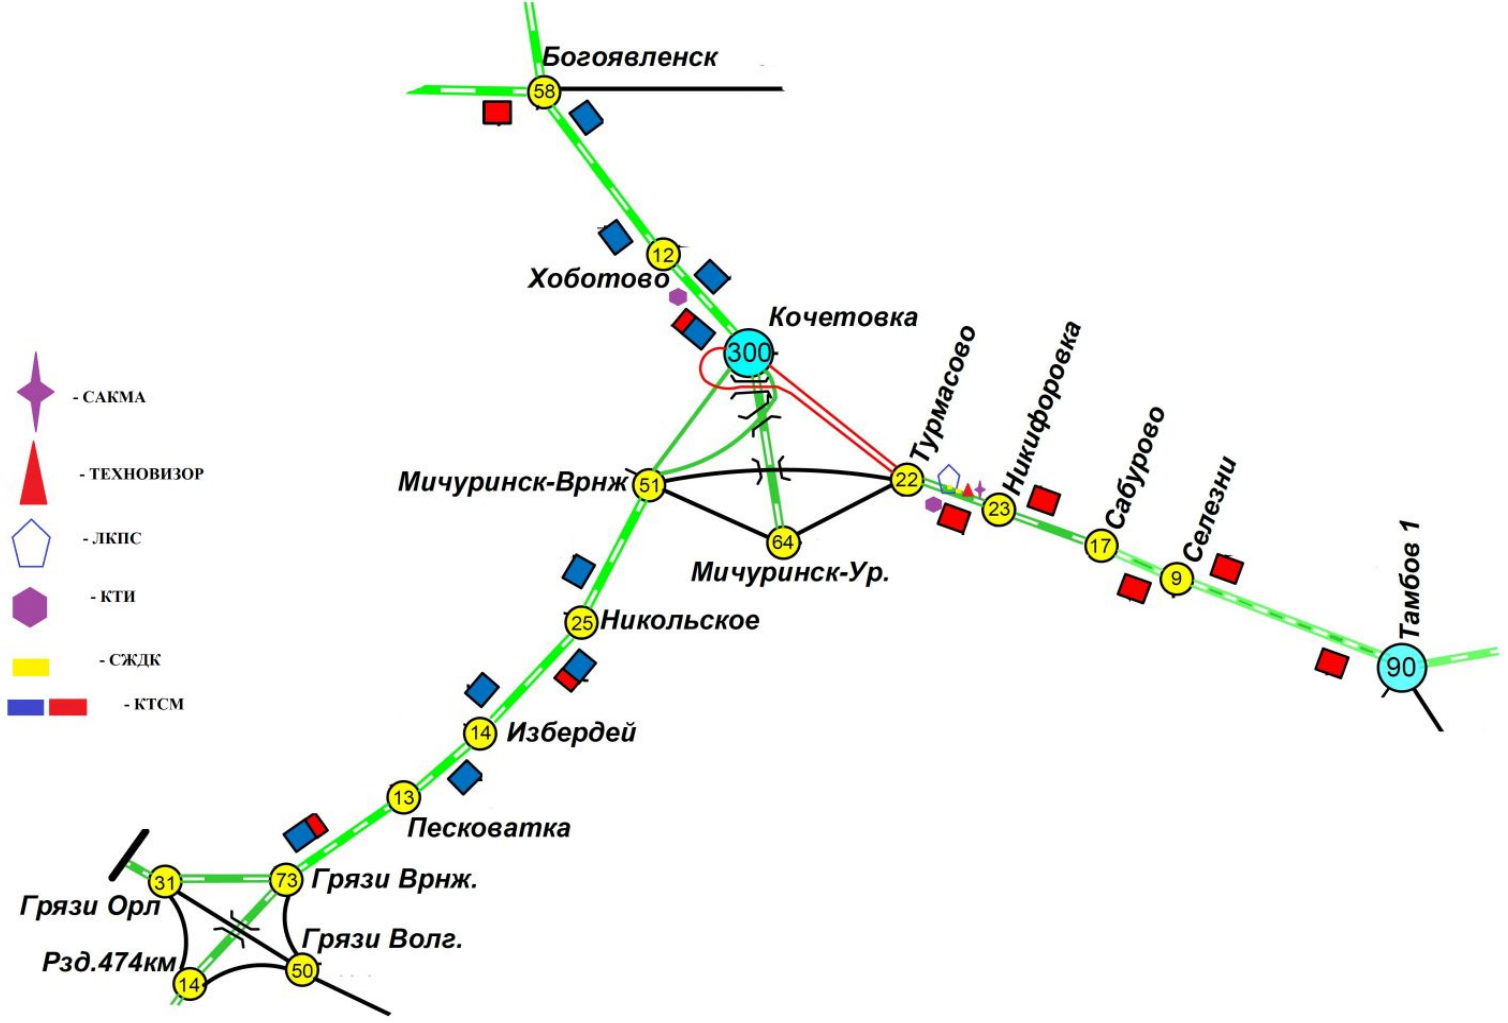 Богоявленск
58
12
Хоботово
Кочетовка
300
Турмасово
Никифоровка
Сабурово
Селезни
Тамбов 1
- САКМА
- ТЕХНОВИЗОР
- ЛКПС
- КТИ
- СЖДК
- КТСМ
Мичуринск-Врнж
51
22
23
17
9
64
Мичуринск-Ур.
90
25
Никольское
14
Избердей
13
Песковатка
31
73
Грязи Врнж.
Грязи Орл
Грязи Волг.
Рзд.474км
14
50